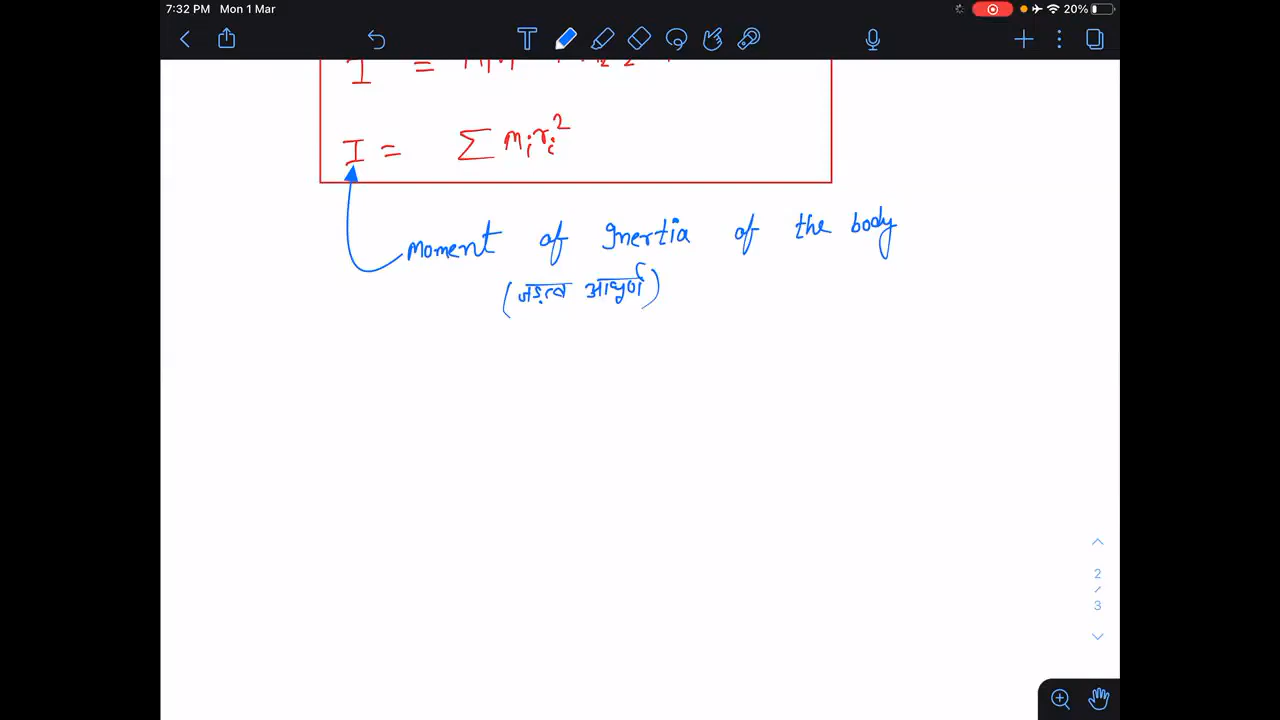 7:32 PM Mon 1 Mar 20%
I =
I = Σ mᵢrᵢ²
Moment of Inertia of the body
(जड़त्व आघूर्ण)
2
3